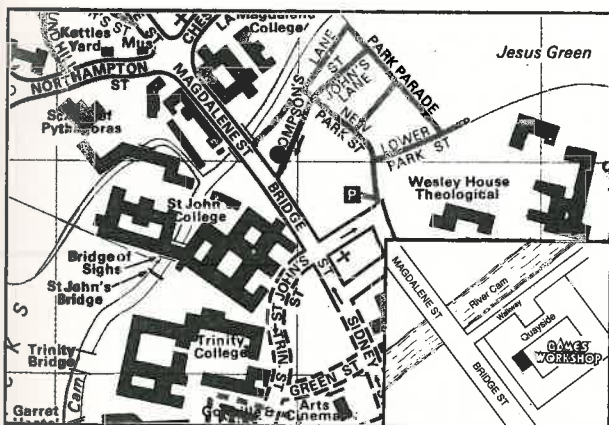 Kettles
Yard
Mus
Magdalene
College
NORTHAMPTON
ST
MAGDALENE ST
LANE
ST
JOHN'S
LANE
PARK PARADE
Jesus Green
NEW
PARK ST
LOWER
PARK ST
Pythagoras
St John's
College
BRIDGE
ST
P
Wesley House
Theological
Bridge of
Sighs
St John's
Bridge
JOHN'S
ST
TRIN ST
SIDNEY
Trinity
College
Trinity
Bridge
Cam
GREEN ST
Arts
Cinema
Garret
MAGDALENE ST
River Cam
Walkway
Quayside
BRIDGE ST
GAMES
WORKSHOP